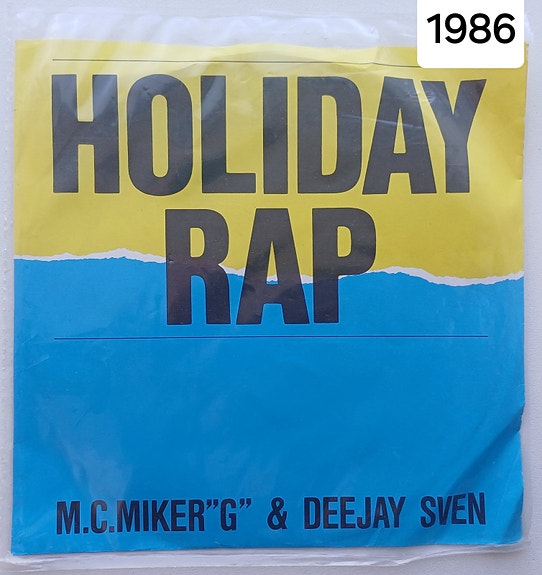 1986
HOLIDAY
RAP
M.C.MIKER"G" & DEEJAY SVEN